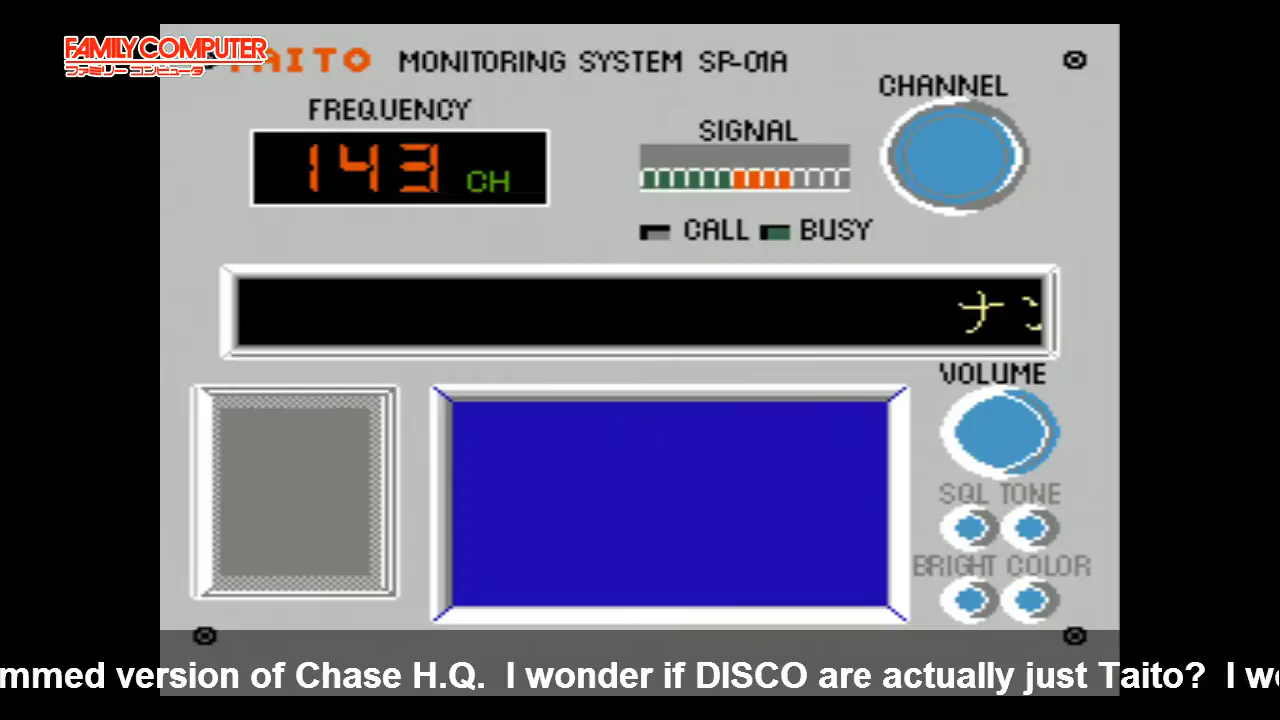 FAMILY COMPUTER
ファミリー コンピュータ
TAITO MONITORING SYSTEM SP-01A
CHANNEL
FREQUENCY
SIGNAL
143 CH
CALL BUSY
ナ
VOLUME
SQL TONE
BRIGHT COLOR
mmed version of Chase H.Q. I wonder if DISCO are actually just Taito? I wo